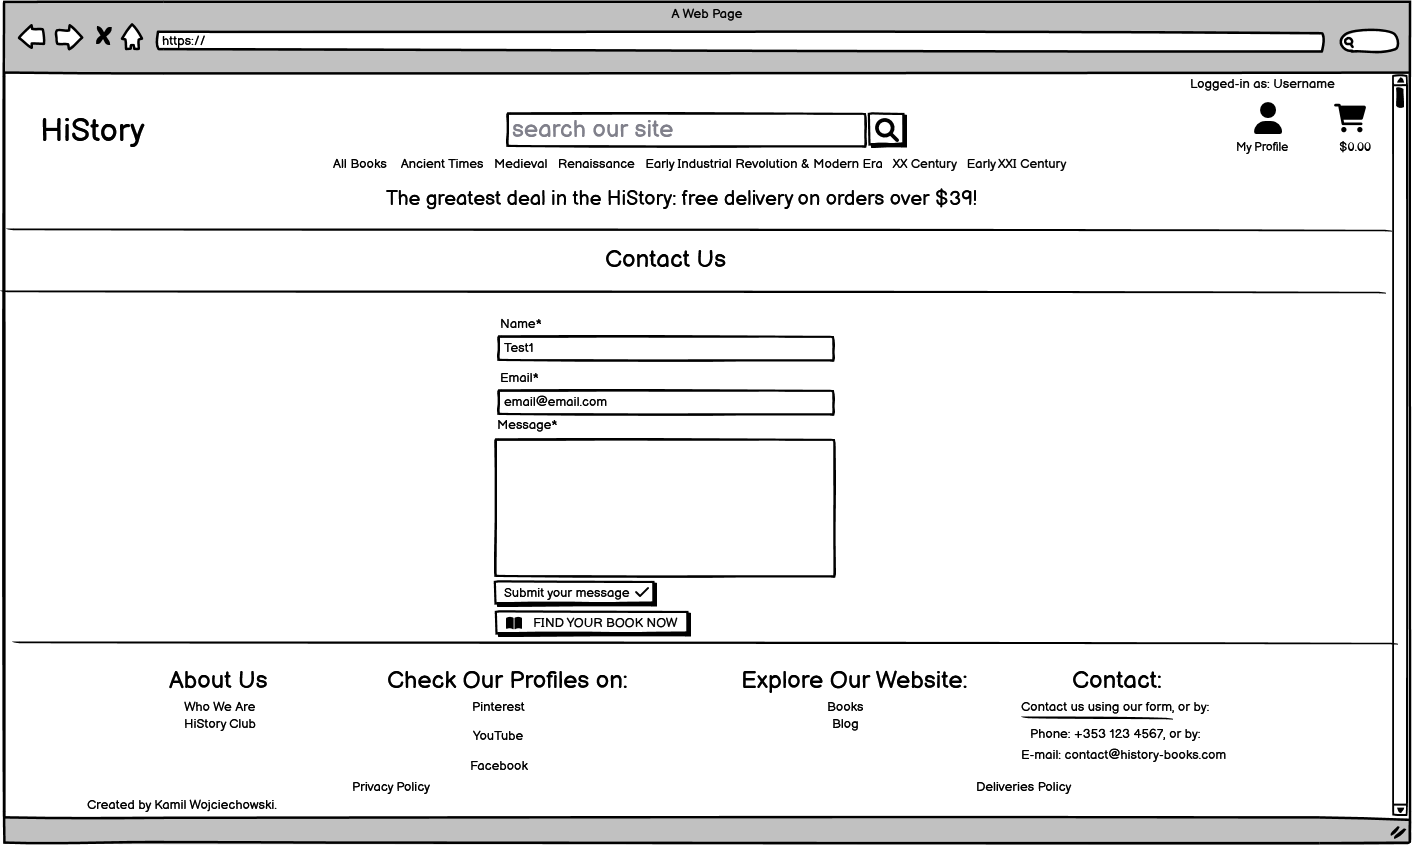 A Web Page
https://
Logged-in as: Username
HiStory
search our site
My Profile
$0.00
All Books Ancient Times Medieval Renaissance Early Industrial Revolution & Modern Era XX Century Early XXI Century
The greatest deal in the HiStory: free delivery on orders over $39!
Contact Us
Name*
Test1
Email*
email@email.com
Message*
Submit your message
FIND YOUR BOOK NOW
About Us
Who We Are
HiStory Club
Check Our Profiles on:
Pinterest
YouTube
Facebook
Explore Our Website:
Books
Blog
Contact:
Contact us using our form, or by:
Phone: +353 123 4567, or by:
E-mail: contact@history-books.com
Privacy Policy
Deliveries Policy
Created by Kamil Wojciechowski.